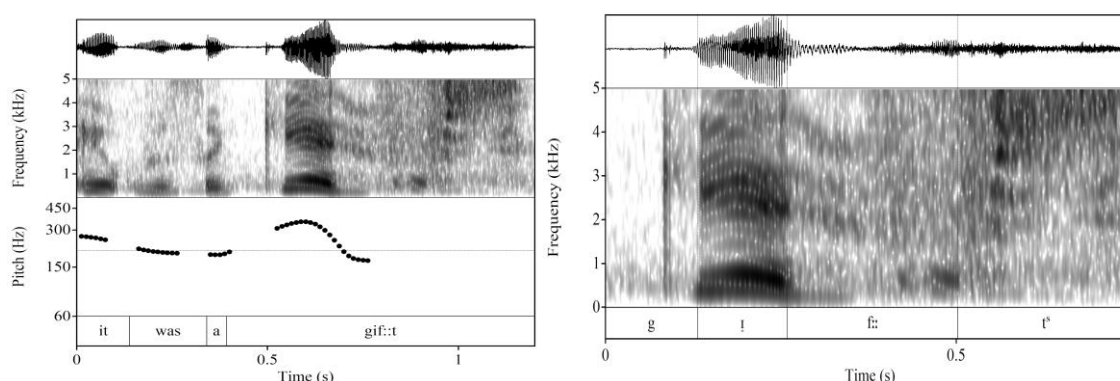 5
4
3
2
1
Frequency (kHz)
450
300
150
60
Pitch (Hz)
it was a gif::t
0 0.5 1
Time (s)
5
4
3
2
1
0
Frequency (kHz)
g ɪ f:: tˢ
0 0.5
Time (s)